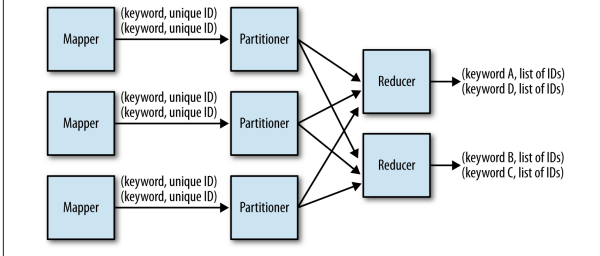 (keyword, unique ID)
(keyword, unique ID)
Mapper
Partitioner
Reducer
(keyword A, list of IDs)
(keyword D, list of IDs)
(keyword, unique ID)
(keyword, unique ID)
Mapper
Partitioner
Reducer
(keyword B, list of IDs)
(keyword C, list of IDs)
(keyword, unique ID)
(keyword, unique ID)
Mapper
Partitioner